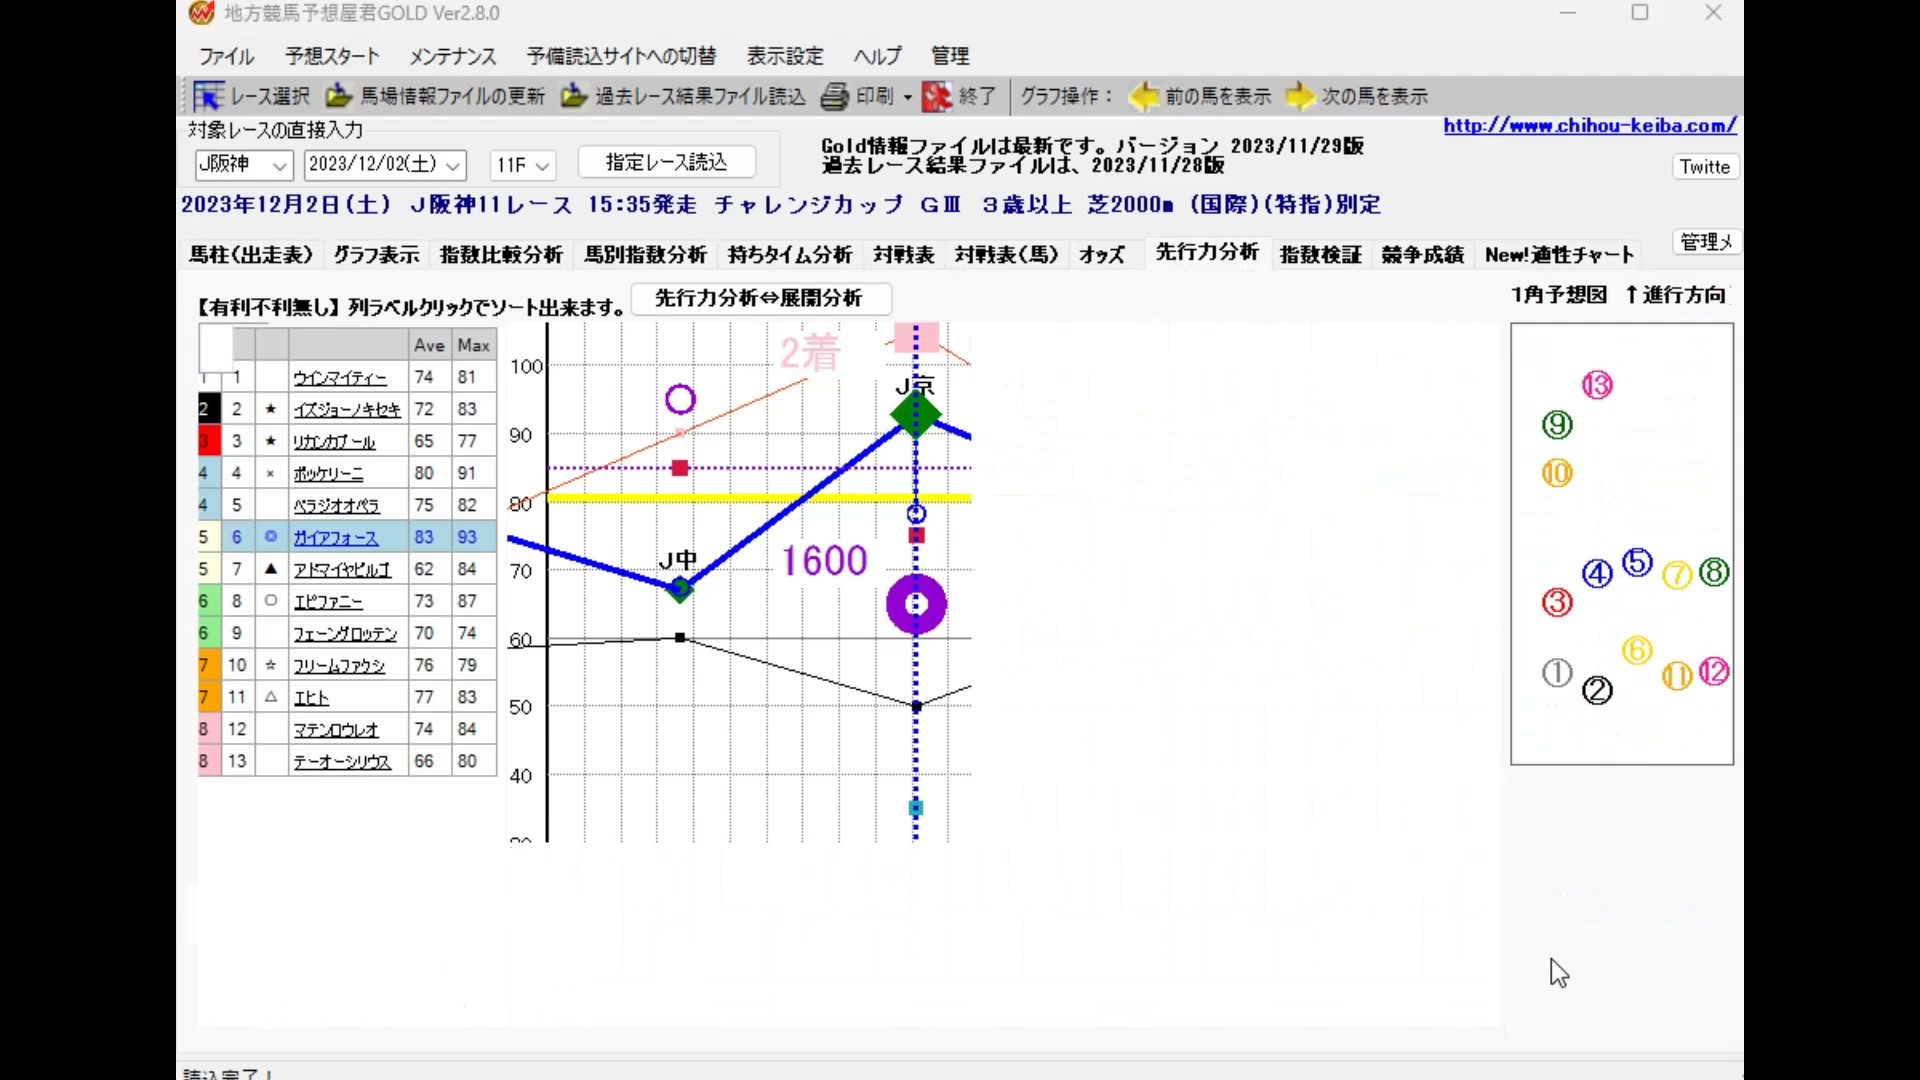 地方競馬予想屋君GOLD Ver2.8.0
ファイル 予想スタート メンテナンス 予備読込サイトへの切替 表示設定 ヘルプ 管理
レース選択 馬場情報ファイルの更新 過去レース結果ファイル読込 印刷 終了 グラフ操作： 前の馬を表示 次の馬を表示
対象レースの直接入力
http://www.chihou-keiba.com/
J阪神 2023/12/02(土) 11F 指定レース読込
Gold情報ファイルは最新です。バージョン 2023/11/29版
過去レース結果ファイルは、2023/11/28版
Twitte
2023年12月2日(土) J阪神11レース 15:35発走 チャレンジカップ GⅢ 3歳以上 芝2000m (国際)(特指)別定
管理メ
馬柱(出走表) グラフ表示 指数比較分析 馬別指数分析 持ちタイム分析 対戦表 対戦表(馬) オッズ 先行力分析 指数検証 競争成績 New!適性チャート
【有利不利無し】列ラベルクリックでソート出来ます。 先行力分析⇔展開分析
1角予想図 ↑進行方向
Ave Max
1 1 ウインマイティー 74 81
2 2 ★ イズジョーノキセキ 72 83
3 3 ★ リカンカブール 65 77
4 4 × ポッケリーニ 80 91
4 5 ベラジオオペラ 75 82
5 6 ◎ ガイアフォース 83 93
5 7 ▲ アドマイヤビルゴ 62 84
6 8 ○ エピファニー 73 87
6 9 フェーングロッテン 70 74
7 10 ☆ フリームファクシ 76 79
7 11 △ エヒト 77 83
8 12 マテンロウレオ 74 84
8 13 テーオーシリウス 66 80
100
90
80
70
60
50
40
2着
J京
J中
1600
⑬
⑨
⑩
④ ⑤ ⑦ ⑧
③
⑥
① ② ⑪ ⑫
読込完了！